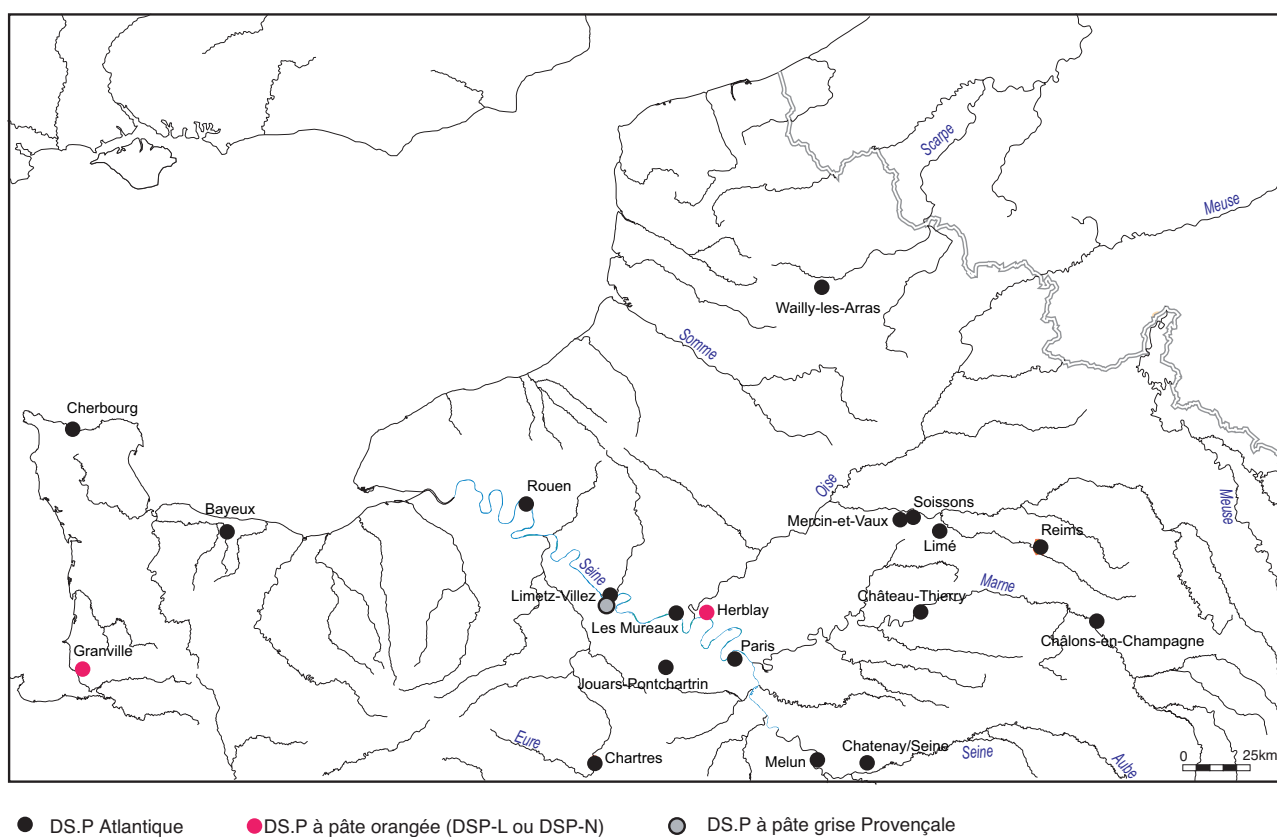 Scarpe
Meuse
Wailly-les-Arras
Somme
Cherbourg
Oise
Rouen
Soissons
Mercin-et-Vaux
Bayeux
Limé
Reims
Meuse
Seine
Limetz-Villez
Marne
Château-Thierry
Herblay
Les Mureaux
Châlons-en-Champagne
Granville
Paris
Jouars-Pontchartrin
Eure
Chartres
Melun
Chatenay/Seine
Seine
Aube
0 25km
DS.P Atlantique
DS.P à pâte orangée (DSP-L ou DSP-N)
DS.P à pâte grise Provençale